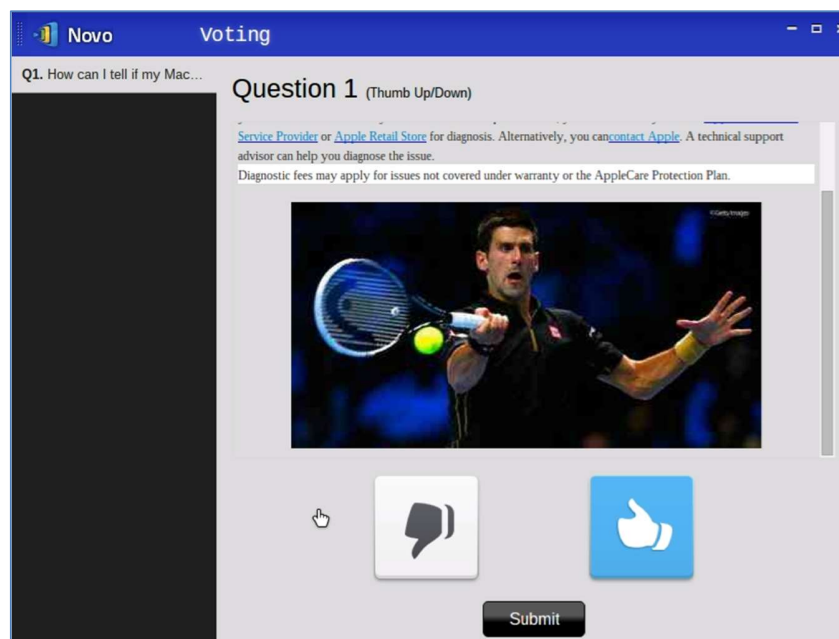 Novo
Voting
Q1. How can I tell if my Mac...
Question 1 (Thumb Up/Down)
Service Provider or Apple Retail Store for diagnosis. Alternatively, you cancontact Apple. A technical support
advisor can help you diagnose the issue.
Diagnostic fees may apply for issues not covered under warranty or the AppleCare Protection Plan.
©Getty Images
Submit